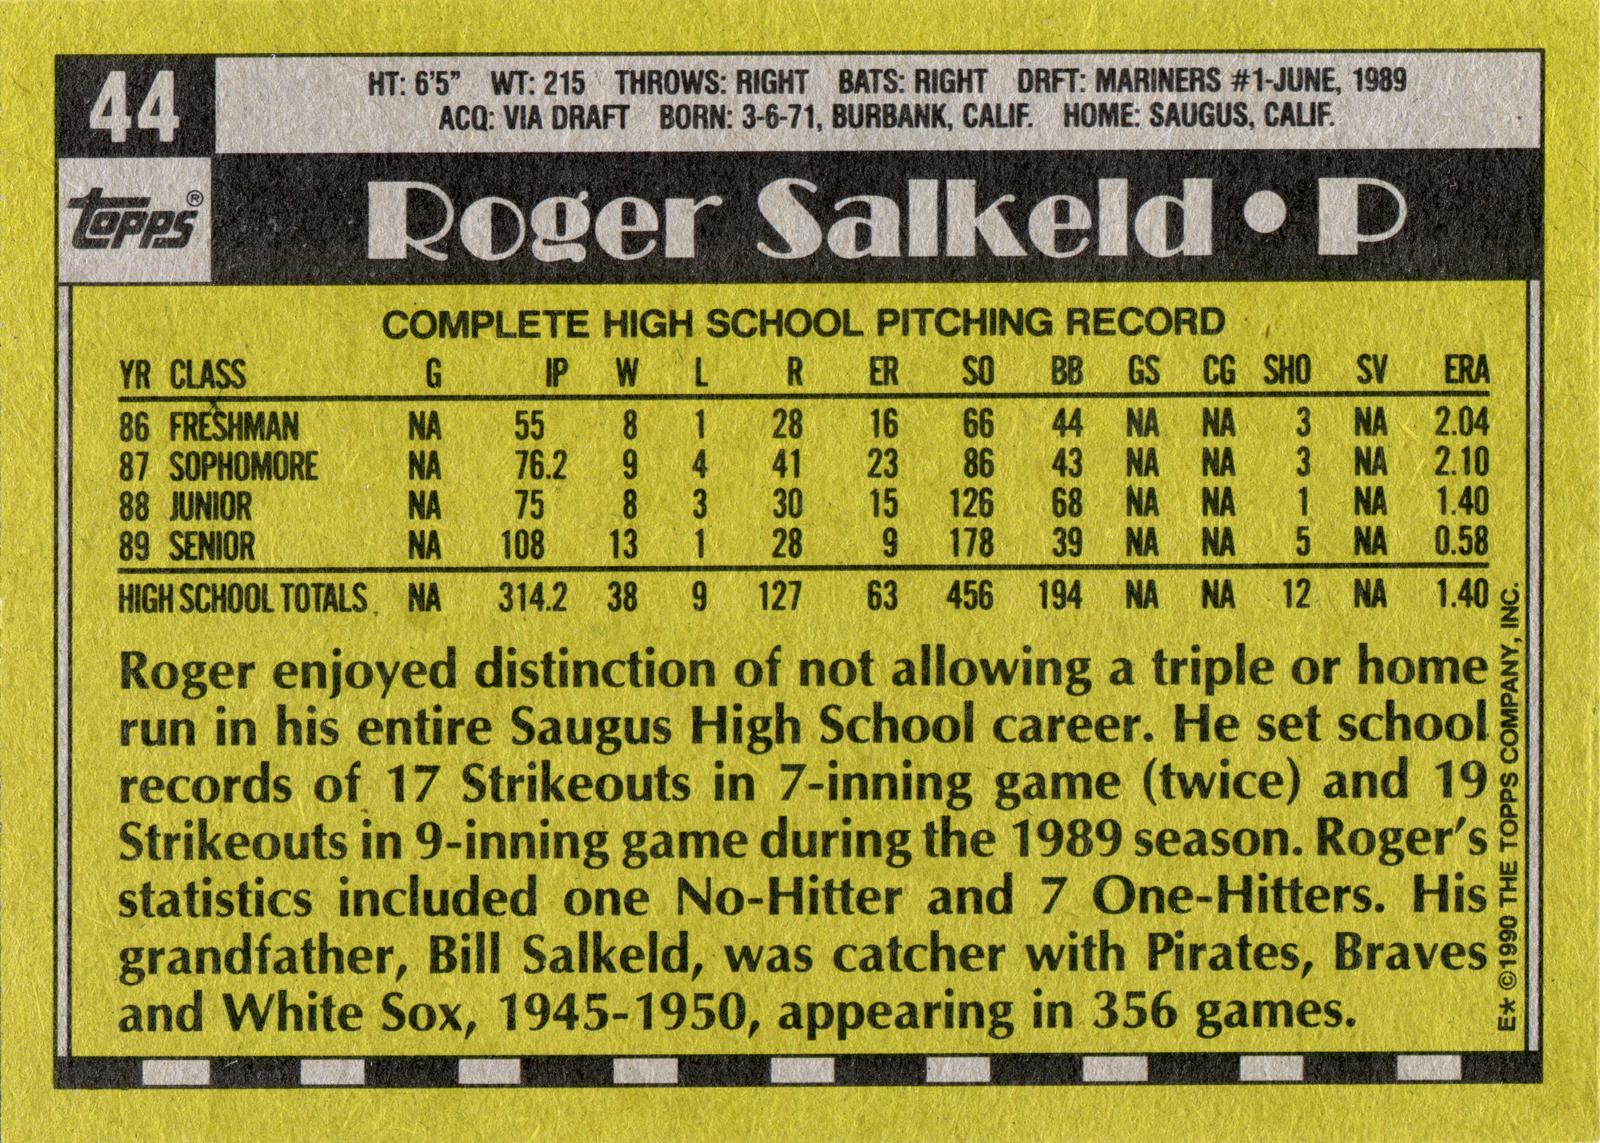 44
HT: 6'5" WT: 215 THROWS: RIGHT BATS: RIGHT DRFT: MARINERS #1-JUNE, 1989
ACQ: VIA DRAFT BORN: 3-6-71, BURBANK, CALIF. HOME: SAUGUS, CALIF.
topps®
Roger Salkeld • P
COMPLETE HIGH SCHOOL PITCHING RECORD
YR CLASS G IP W L R ER SO BB GS CG SHO SV ERA
86 FRESHMAN NA 55 8 1 28 16 66 44 NA NA 3 NA 2.04
87 SOPHOMORE NA 76.2 9 4 41 23 86 43 NA NA 3 NA 2.10
88 JUNIOR NA 75 8 3 30 15 126 68 NA NA 1 NA 1.40
89 SENIOR NA 108 13 1 28 9 178 39 NA NA 5 NA 0.58
HIGH SCHOOL TOTALS NA 314.2 38 9 127 63 456 194 NA NA 12 NA 1.40
Roger enjoyed distinction of not allowing a triple or home
run in his entire Saugus High School career. He set school
records of 17 Strikeouts in 7-inning game (twice) and 19
Strikeouts in 9-inning game during the 1989 season. Roger's
statistics included one No-Hitter and 7 One-Hitters. His
grandfather, Bill Salkeld, was catcher with Pirates, Braves
and White Sox, 1945-1950, appearing in 356 games.
E* ©1990 THE TOPPS COMPANY, INC.